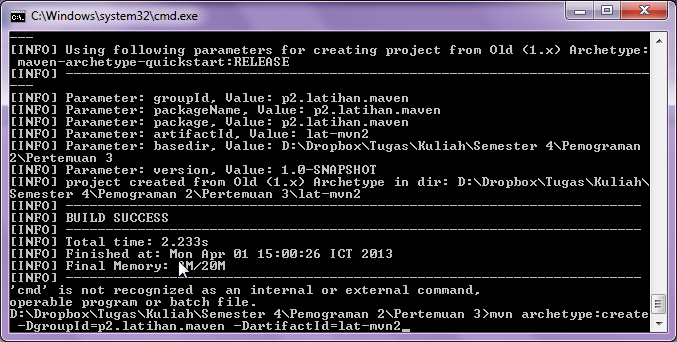 C:\Windows\system32\cmd.exe
---
[INFO] Using following parameters for creating project from Old (1.x) Archetype:
 maven-archetype-quickstart:RELEASE
[INFO] ------------------------------------------------------------------------
---
[INFO] Parameter: groupId, Value: p2.latihan.maven
[INFO] Parameter: packageName, Value: p2.latihan.maven
[INFO] Parameter: package, Value: p2.latihan.maven
[INFO] Parameter: artifactId, Value: lat-mvn2
[INFO] Parameter: basedir, Value: D:\Dropbox\Tugas\Kuliah\Semester 4\Pemograman
2\Pertemuan 3
[INFO] Parameter: version, Value: 1.0-SNAPSHOT
[INFO] project created from Old (1.x) Archetype in dir: D:\Dropbox\Tugas\Kuliah\
Semester 4\Pemograman 2\Pertemuan 3\lat-mvn2
[INFO] ------------------------------------------------------------------------
[INFO] BUILD SUCCESS
[INFO] ------------------------------------------------------------------------
[INFO] Total time: 2.233s
[INFO] Finished at: Mon Apr 01 15:00:26 ICT 2013
[INFO] Final Memory: M/20M
[INFO] ------------------------------------------------------------------------
'cmd' is not recognized as an internal or external command,
operable program or batch file.
D:\Dropbox\Tugas\Kuliah\Semester 4\Pemograman 2\Pertemuan 3>mvn archetype:create
 -DgroupId=p2.latihan.maven -DartifactId=lat-mvn2_